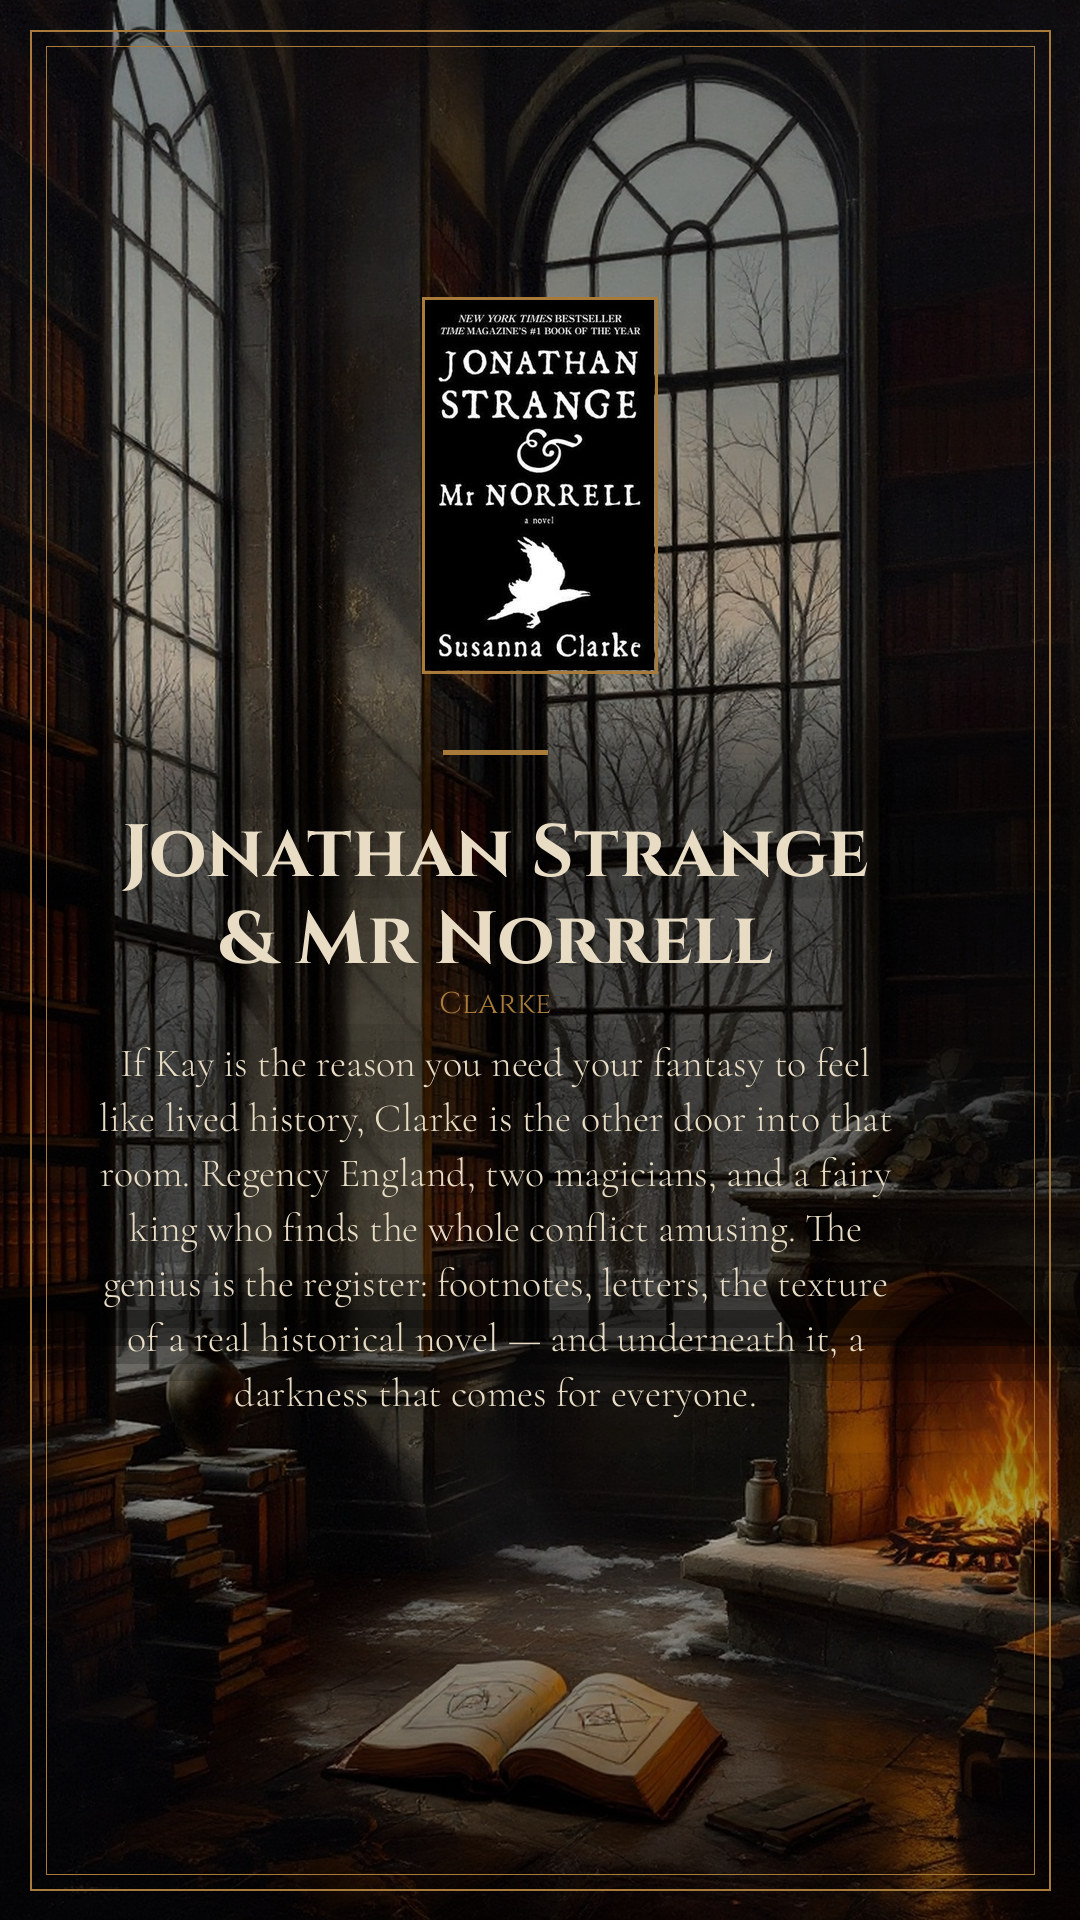 NEW YORK TIMES BESTSELLER
TIME MAGAZINE'S #1 BOOK OF THE YEAR
JONATHAN
STRANGE
&
Mr NORRELL
a novel
Susanna Clarke
Jonathan Strange
& Mr Norrell
Clarke
If Kay is the reason you need your fantasy to feel
like lived history, Clarke is the other door into that
room. Regency England, two magicians, and a fairy
king who finds the whole conflict amusing. The
genius is the register: footnotes, letters, the texture
of a real historical novel — and underneath it, a
darkness that comes for everyone.